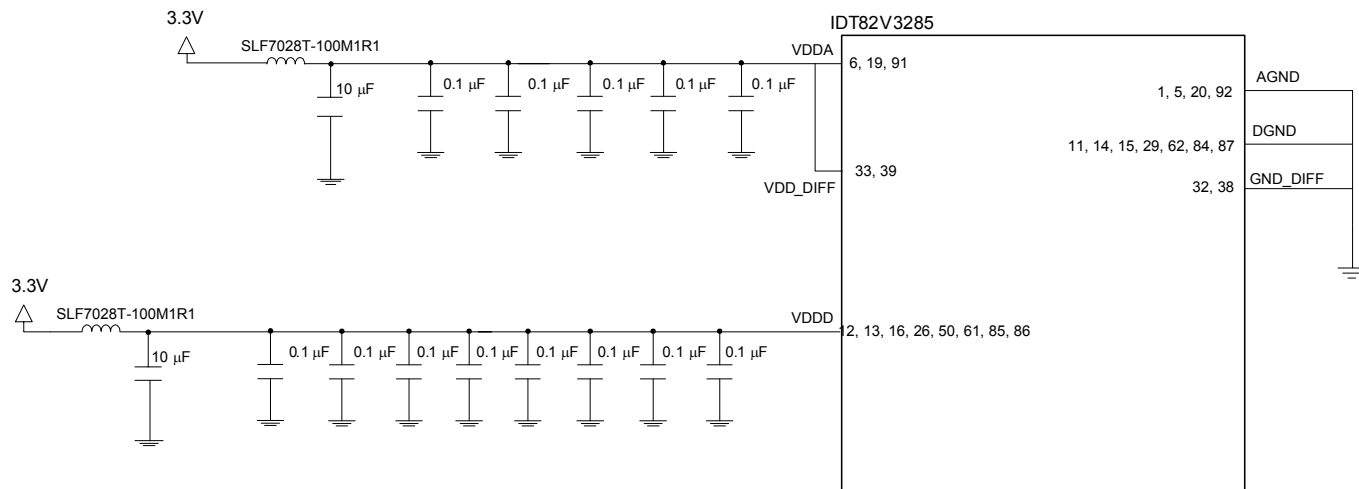 3.3V
SLF7028T-100M1R1
10 μF
0.1 μF
0.1 μF
0.1 μF
0.1 μF
0.1 μF
IDT82V3285
VDDA
6, 19, 91
VDD_DIFF
33, 39
1, 5, 20, 92
AGND
11, 14, 15, 29, 62, 84, 87
DGND
32, 38
GND_DIFF
3.3V
SLF7028T-100M1R1
10 μF
0.1 μF
0.1 μF
0.1 μF
0.1 μF
0.1 μF
0.1 μF
0.1 μF
0.1 μF
VDDD
12, 13, 16, 26, 50, 61, 85, 86